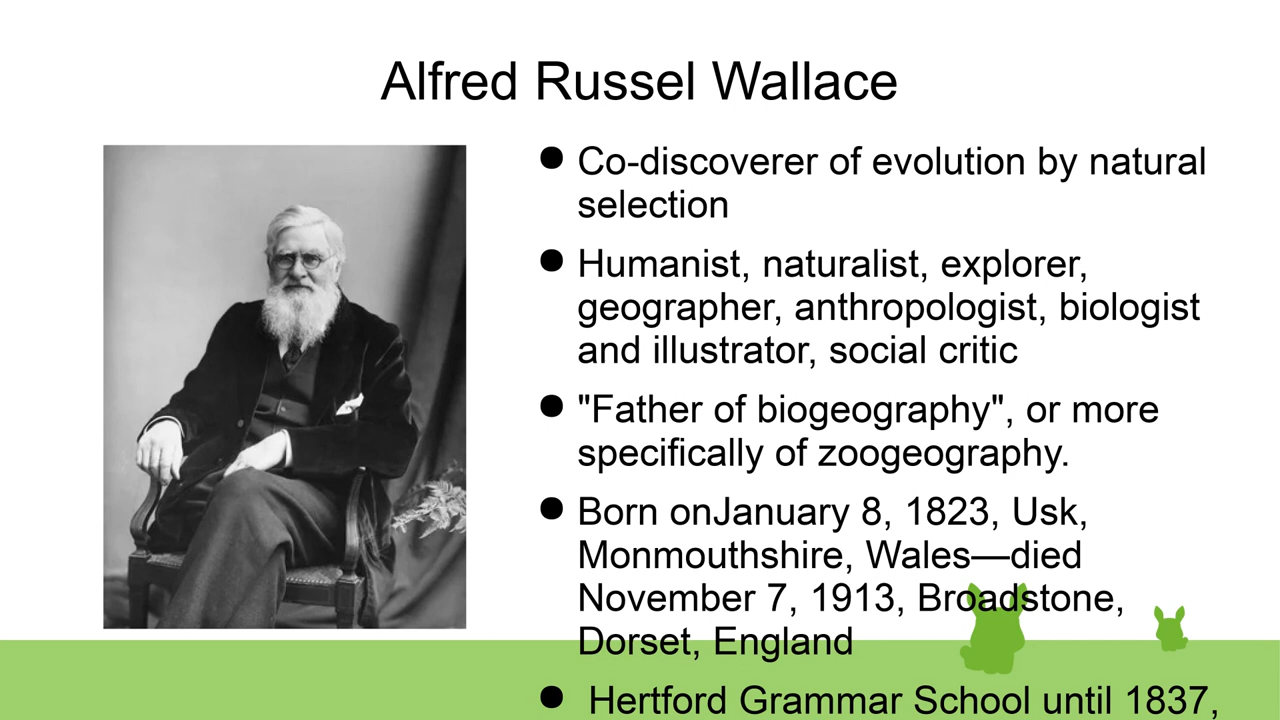 Alfred Russel Wallace
● Co-discoverer of evolution by natural
selection
● Humanist, naturalist, explorer,
geographer, anthropologist, biologist
and illustrator, social critic
● "Father of biogeography", or more
specifically of zoogeography.
● Born onJanuary 8, 1823, Usk,
Monmouthshire, Wales—died
November 7, 1913, Broadstone,
Dorset, England
● Hertford Grammar School until 1837,